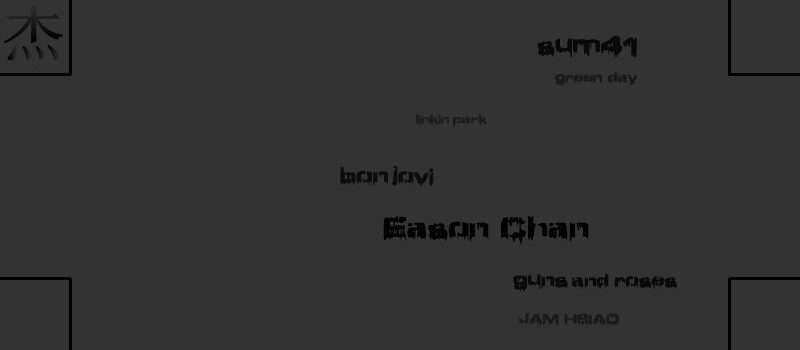 杰
sum41
green day
linkin park
bon jovi
Eason Chan
guns and roses
JAM HSIAO